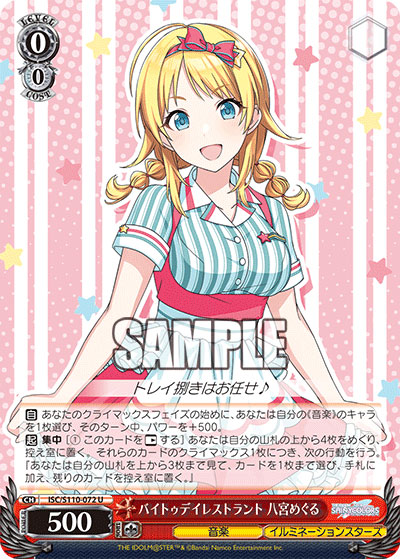 LEVEL
0
0
COST
SAMPLE
トレイ捌きはお任せ♪
自 あなたのクライマックスフェイズの始めに、あなたは自分の《音楽》のキャラ
を1枚選び、そのターン中、パワーを+500。
起 集中 [① このカードを する] あなたは自分の山札の上から4枚をめくり、
控え室に置く。それらのカードのクライマックス1枚につき、次の行動を行う。
『あなたは自分の山札を上から3枚まで見て、カードを1枚まで選び、手札に
加え、残りのカードを控え室に置く。』
CH ISC/S110-072 U
500
バイトゥデイレストラント 八宮めぐる
SHINYCOLORS
音楽
イルミネーションスターズ
THE IDOLM@STER™& ©Bandai Namco Entertainment Inc.